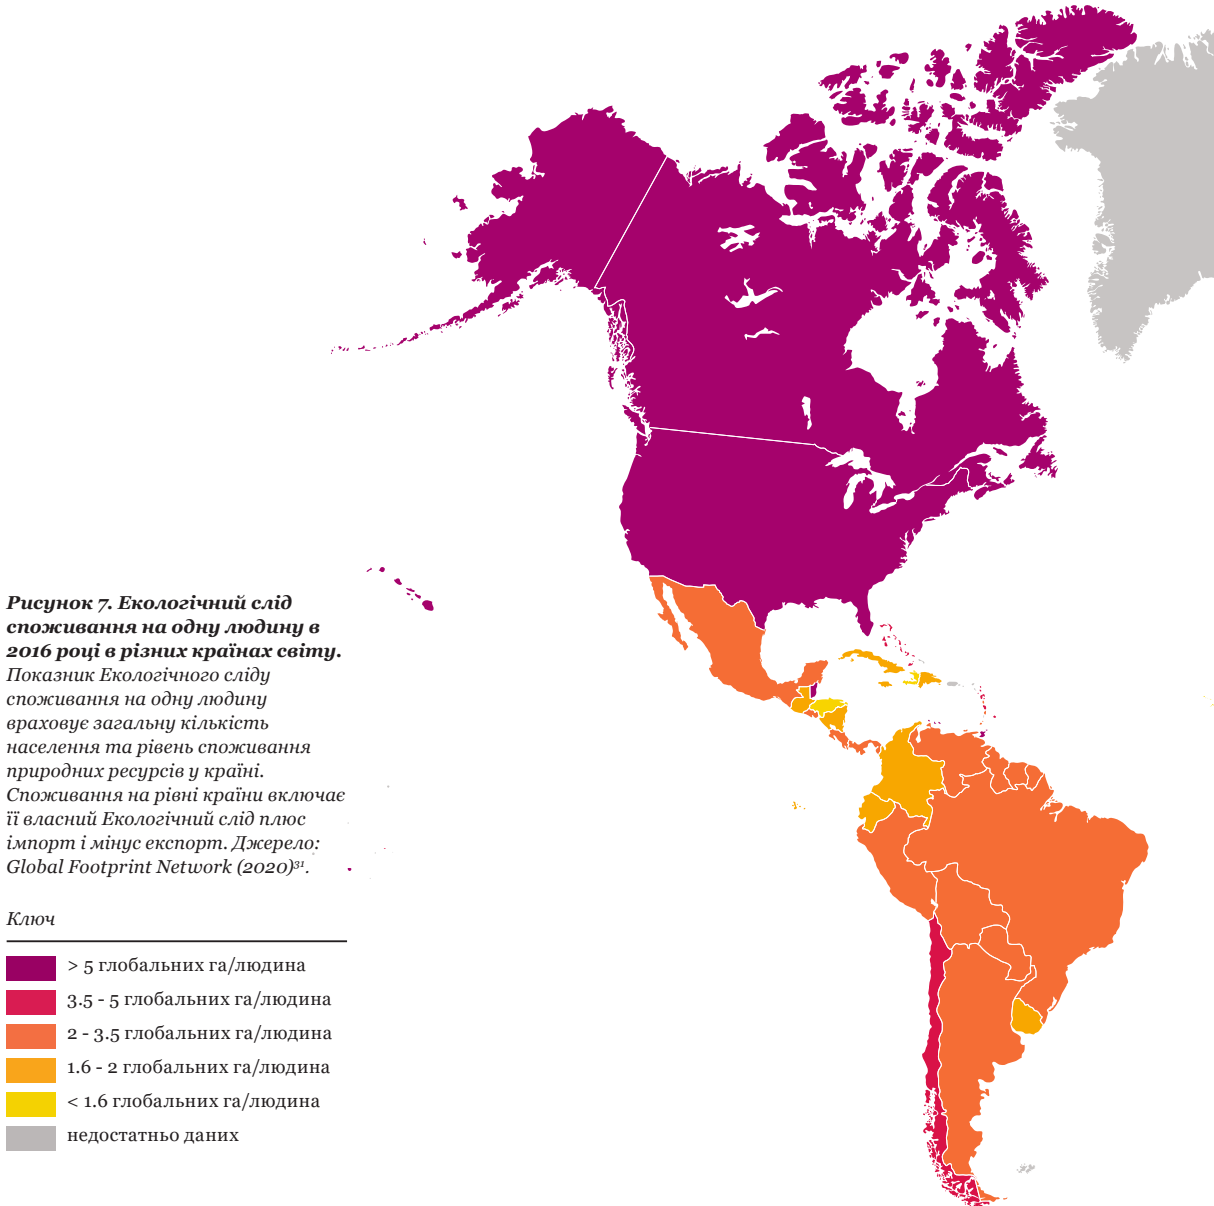 Рисунок 7. Екологічний слід
споживання на одну людину в
2016 році в різних країнах світу.
Показник Екологічного сліду
споживання на одну людину
враховує загальну кількість
населення та рівень споживання
природних ресурсів у країні.
Споживання на рівні країни включає
її власний Екологічний слід плюс
імпорт і мінус експорт. Джерело:
Global Footprint Network (2020)³¹.
Ключ
> 5 глобальних га/людина
3.5 - 5 глобальних га/людина
2 - 3.5 глобальних га/людина
1.6 - 2 глобальних га/людина
< 1.6 глобальних га/людина
недостатньо даних